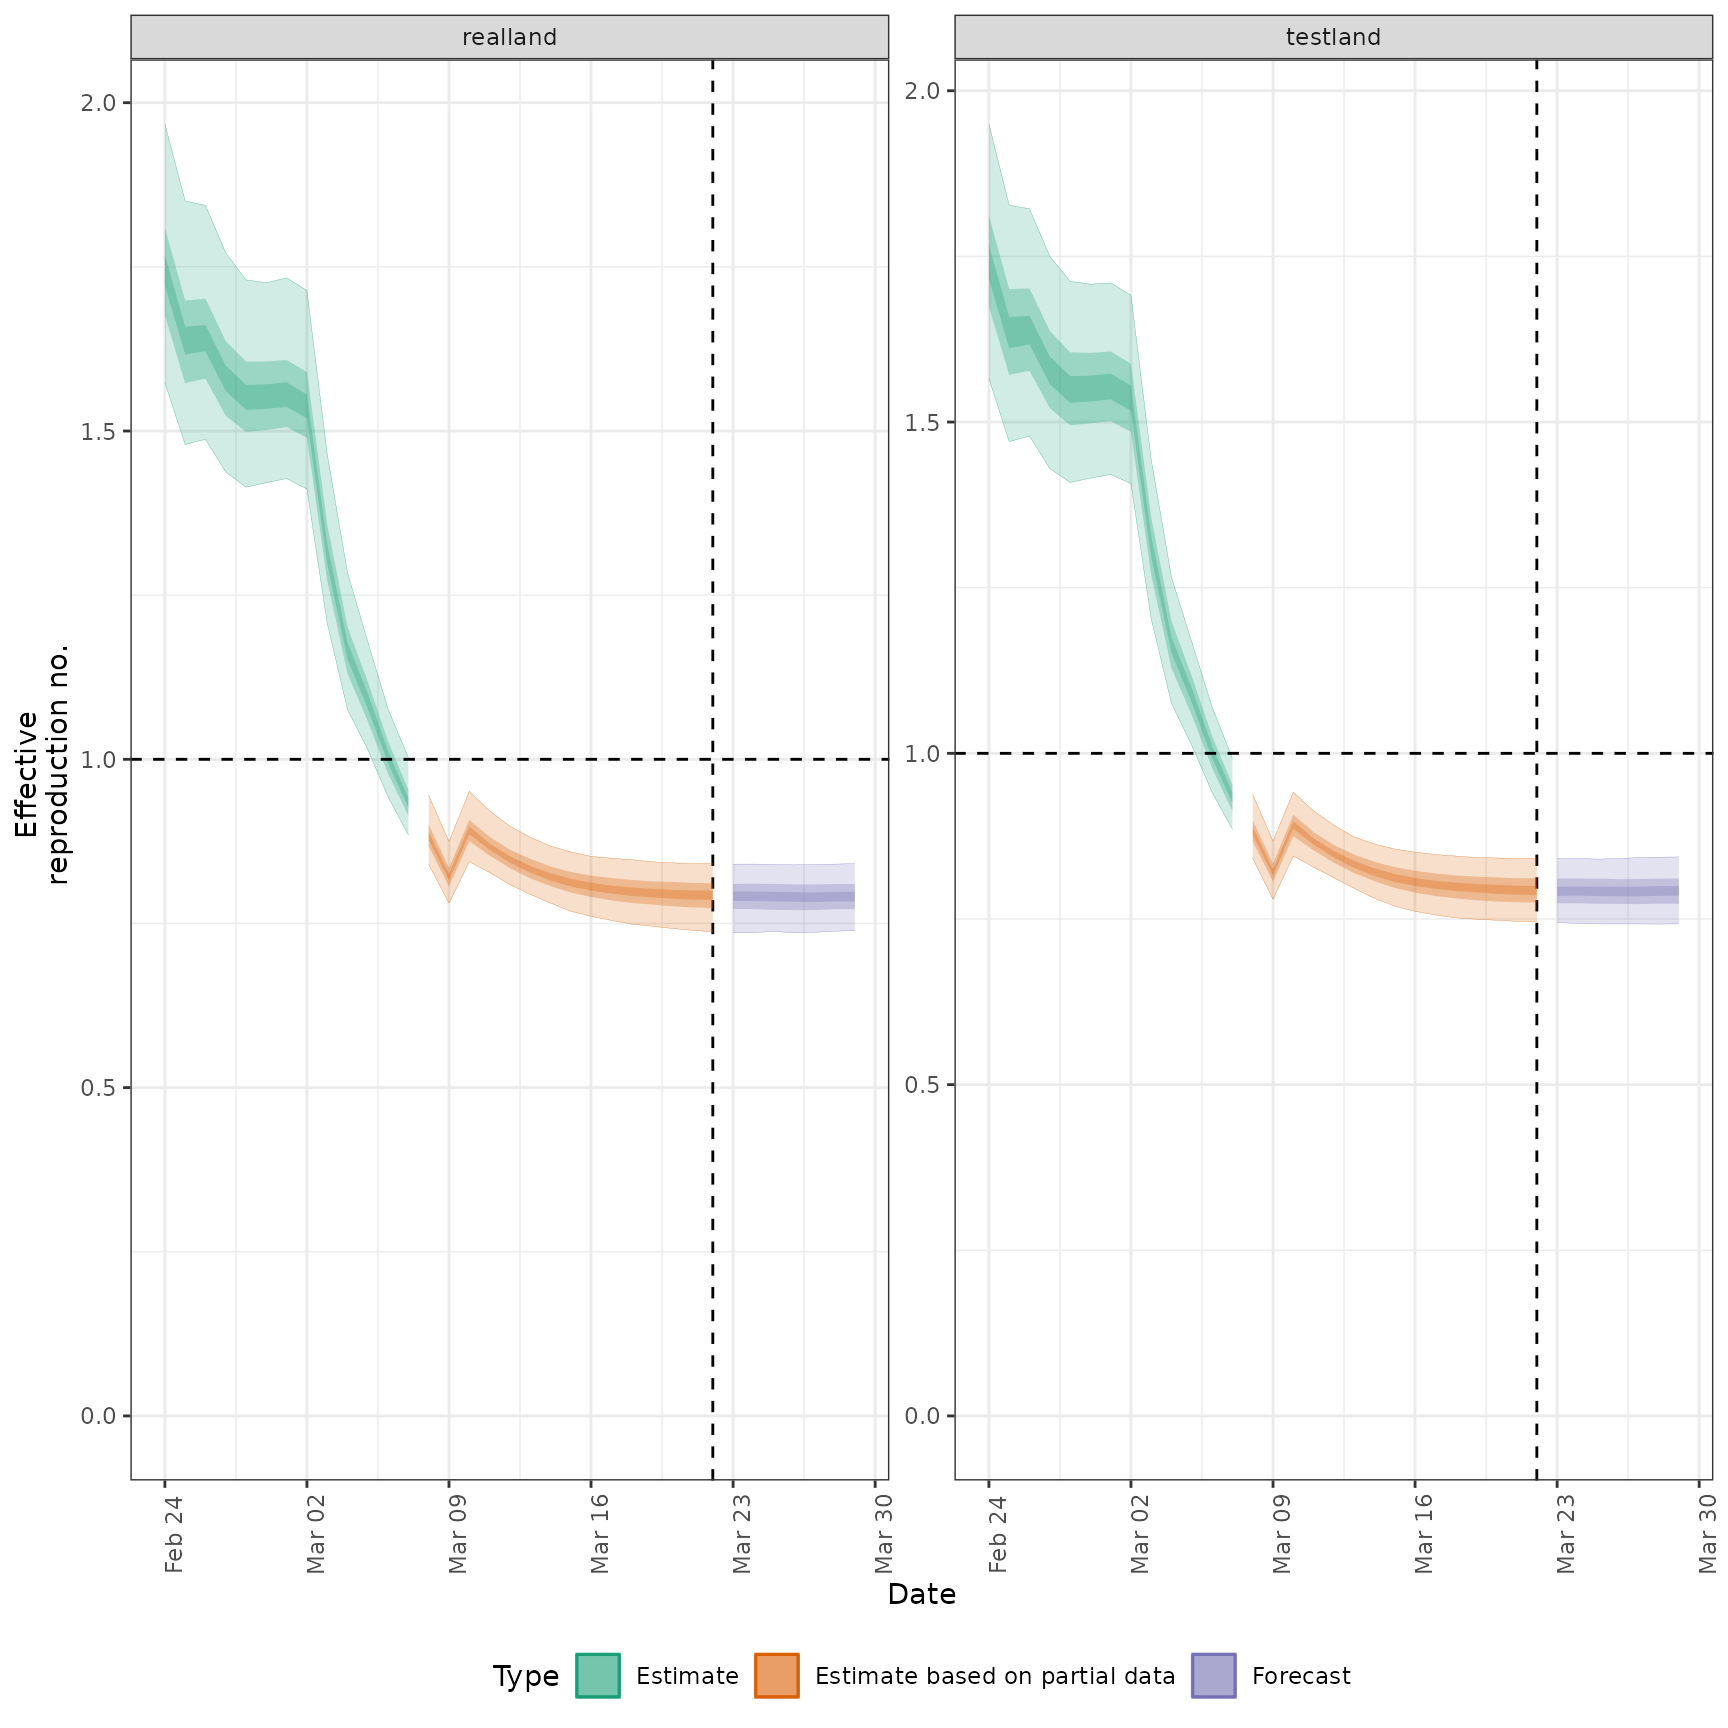 realland
testland
Effective
reproduction no.
2.0
1.5
1.0
0.5
0.0
2.0
1.5
1.0
0.5
0.0
Feb 24
Mar 02
Mar 09
Mar 16
Mar 23
Mar 30
Feb 24
Mar 02
Mar 09
Mar 16
Mar 23
Mar 30
Date
Type Estimate Estimate based on partial data Forecast